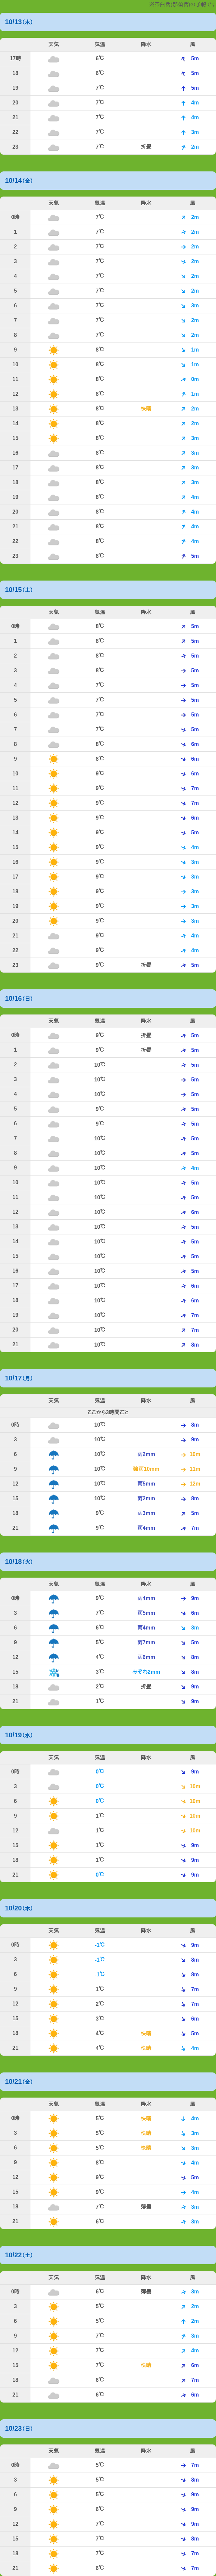 10/13(木)
天気 気温 降水 風
17時 6℃ 5m
18 6℃ 5m
19 7℃ 5m
20 7℃ 4m
21 7℃ 4m
22 7℃ 3m
23 7℃ 折畳 2m
10/14(金)
天気 気温 降水 風
0時 7℃ 2m
1 7℃ 2m
2 7℃ 2m
3 7℃ 2m
4 7℃ 2m
5 7℃ 2m
6 7℃ 3m
7 8℃ 2m
8 8℃ 2m
9 8℃ 1m
10 8℃ 1m
11 8℃ 0m
12 8℃ 1m
13 8℃ 快晴 2m
14 8℃ 2m
15 8℃ 3m
16 8℃ 3m
17 8℃ 3m
18 8℃ 3m
19 8℃ 4m
20 8℃ 4m
21 8℃ 4m
22 8℃ 4m
23 8℃ 5m
10/15(土)
天気 気温 降水 風
0時 8℃ 5m
1 8℃ 5m
2 8℃ 5m
3 8℃ 5m
4 7℃ 5m
5 7℃ 5m
6 7℃ 5m
7 7℃ 5m
8 8℃ 6m
9 8℃ 6m
10 9℃ 6m
11 9℃ 7m
12 9℃ 7m
13 9℃ 6m
14 9℃ 5m
15 9℃ 4m
16 9℃ 3m
17 9℃ 3m
18 9℃ 3m
19 9℃ 3m
20 9℃ 3m
21 9℃ 4m
22 9℃ 4m
23 9℃ 折畳 5m
10/16(日)
天気 気温 降水 風
0時 9℃ 折畳 5m
1 9℃ 折畳 5m
2 10℃ 5m
3 10℃ 5m
4 10℃ 5m
5 9℃ 5m
6 9℃ 5m
7 10℃ 5m
8 10℃ 5m
9 10℃ 4m
10 10℃ 5m
11 10℃ 5m
12 10℃ 6m
13 10℃ 5m
14 10℃ 5m
15 10℃ 5m
16 10℃ 5m
17 10℃ 6m
18 10℃ 6m
19 10℃ 7m
20 10℃ 7m
21 10℃ 8m
10/17(月)
天気 気温 降水 風
ここから3時間ごと
0時 10℃ 8m
3 10℃ 9m
6 10℃ 雨2mm 10m
9 10℃ 10mm 11m
12 10℃ 雨5mm 12m
15 10℃ 雨2mm 8m
18 9℃ 雨3mm 5m
21 9℃ 雨4mm 7m
10/18(火)
天気 気温 降水 風
0時 9℃ 雨4mm 9m
3 7℃ 雨5mm 6m
6 6℃ 雨4mm 3m
9 5℃ 雨7mm 5m
12 4℃ 雨6mm 8m
15 3℃ みぞれ2mm 8m
18 2℃ 折畳 9m
21 1℃ 9m
10/19(水)
天気 気温 降水 風
0時 0℃ 9m
3 0℃ 10m
6 0℃ 10m
9 1℃ 10m
12 1℃ 10m
15 1℃ 9m
18 1℃ 9m
21 0℃ 9m
10/20(木)
天気 気温 降水 風
0時 -1℃ 9m
3 -1℃ 8m
6 -1℃ 8m
9 1℃ 7m
12 2℃ 7m
15 3℃ 6m
18 4℃ 快晴 5m
21 4℃ 快晴 4m
10/21(金)
天気 気温 降水 風
0時 5℃ 快晴 4m
3 5℃ 快晴 3m
6 5℃ 快晴 3m
9 8℃ 4m
12 9℃ 5m
15 9℃ 4m
18 7℃ 薄曇 3m
21 6℃ 3m
10/22(土)
天気 気温 降水 風
0時 6℃ 薄曇 3m
3 5℃ 2m
6 5℃ 2m
9 7℃ 3m
12 7℃ 4m
15 7℃ 快晴 6m
18 6℃ 7m
21 6℃ 6m
10/23(日)
天気 気温 降水 風
0時 5℃ 7m
3 5℃ 8m
6 5℃ 9m
9 6℃ 9m
12 7℃ 9m
15 7℃ 8m
18 7℃ 7m
21 6℃ 7m